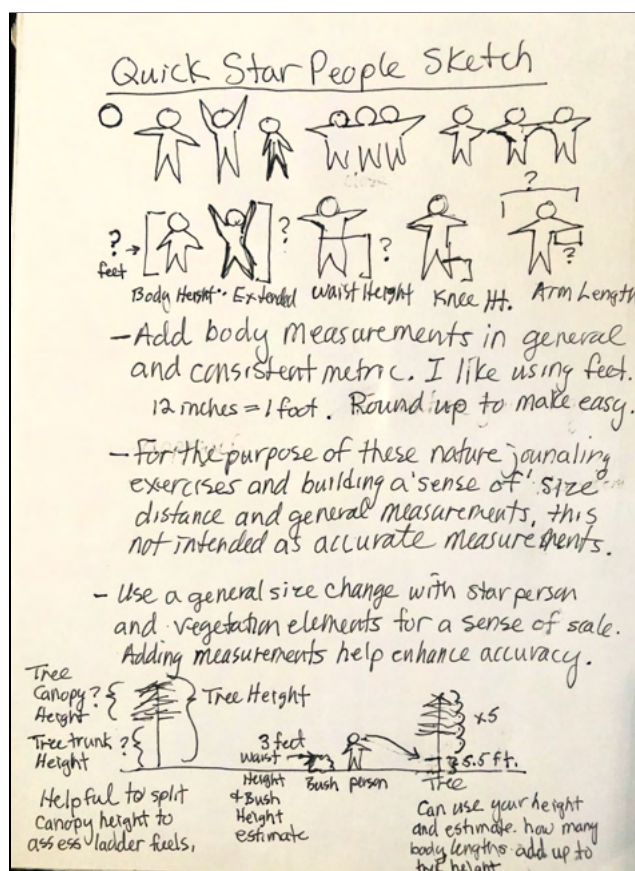 Quick Star People Sketch
?
? feet → ? ? ?
Body Height Extended Waist Height Knee Ht. Arm Length
- Add body measurements in general
and consistent metric. I like using feet.
12 inches = 1 foot. Round up to make easy.
- For the purpose of these nature jounaling
exercises and building a 'sense of' size
distance and general measurements, this
not intended as accurate measurements.
- Use a general size change with star person
and vegetation elements for a sense of scale.
Adding measurements help enhance accuracy.
Tree
Canopy ?
Height
Tree trunk ?
Height
Tree Height
Helpful to split
canopy height to
assess ladder fuels,
3 feet
waist
Height
& Bush
Height
estimate
Bush person
x5
5.5 ft.
Tree
Can use your height
and estimate. how many
body lengths add up to
tree height